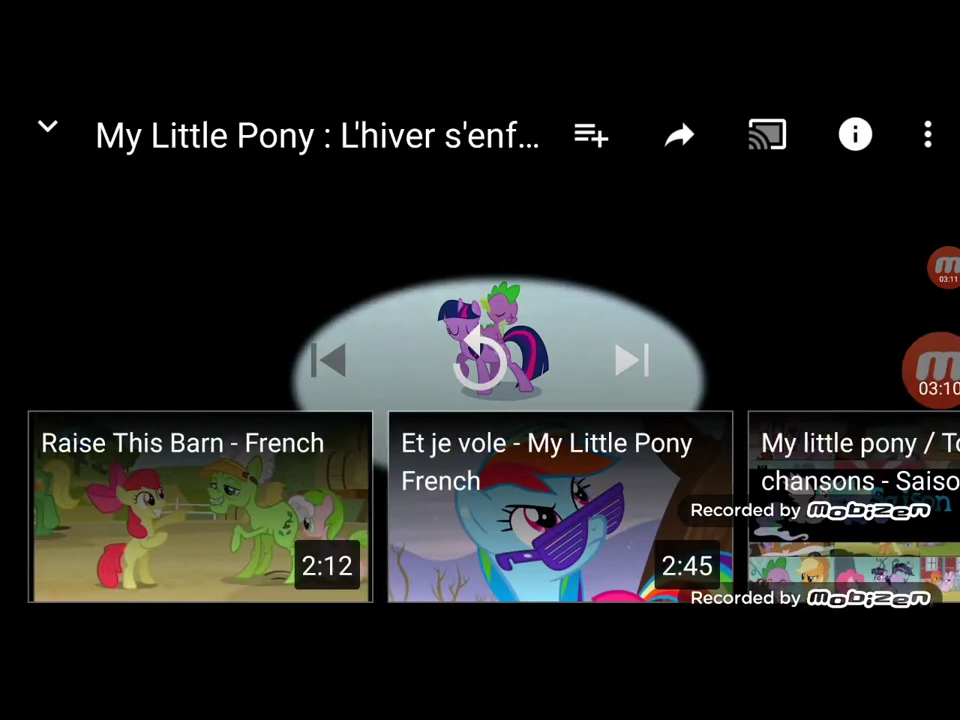 My Little Pony : L'hiver s'enf...
03:11
03:10
Raise This Barn - French
2:12
Et je vole - My Little Pony
French
2:45
My little pony / To
chansons - Saiso
Saison
Recorded by MOBIZEN
Recorded by MOBIZEN